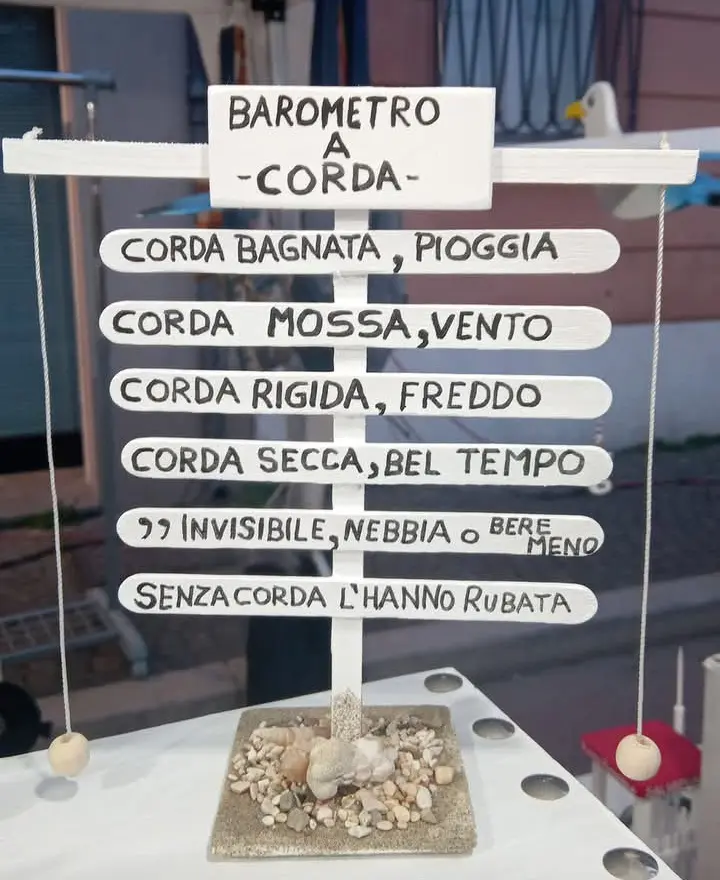 BAROMETRO
A
-CORDA-
CORDA BAGNATA, PIOGGIA
CORDA MOSSA, VENTO
CORDA RIGIDA, FREDDO
CORDA SECCA, BEL TEMPO
,, INVISIBILE, NEBBIA O BERE MENO
SENZA CORDA L'HANNO RUBATA